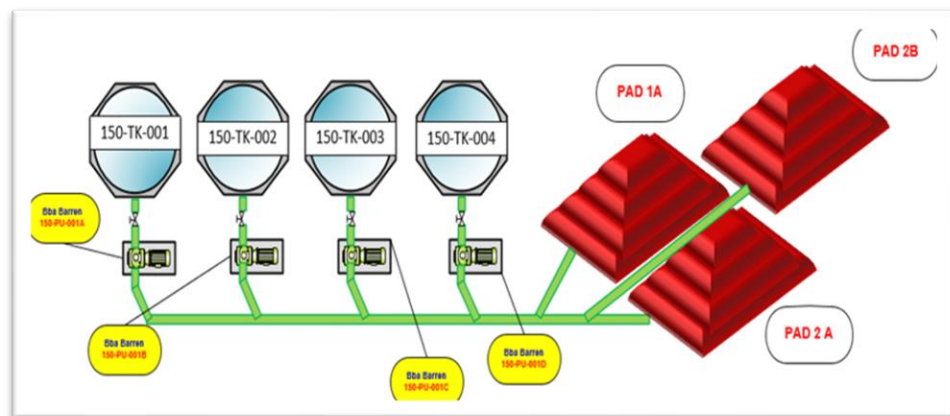 PAD 2B
PAD 1A
150-TK-001
150-TK-002
150-TK-003
150-TK-004
Bba Barren
150-PU-001A
Bba Barren
150-PU-001B
Bba Barren
150-PU-001C
Bba Barren
150-PU-001D
PAD 2 A